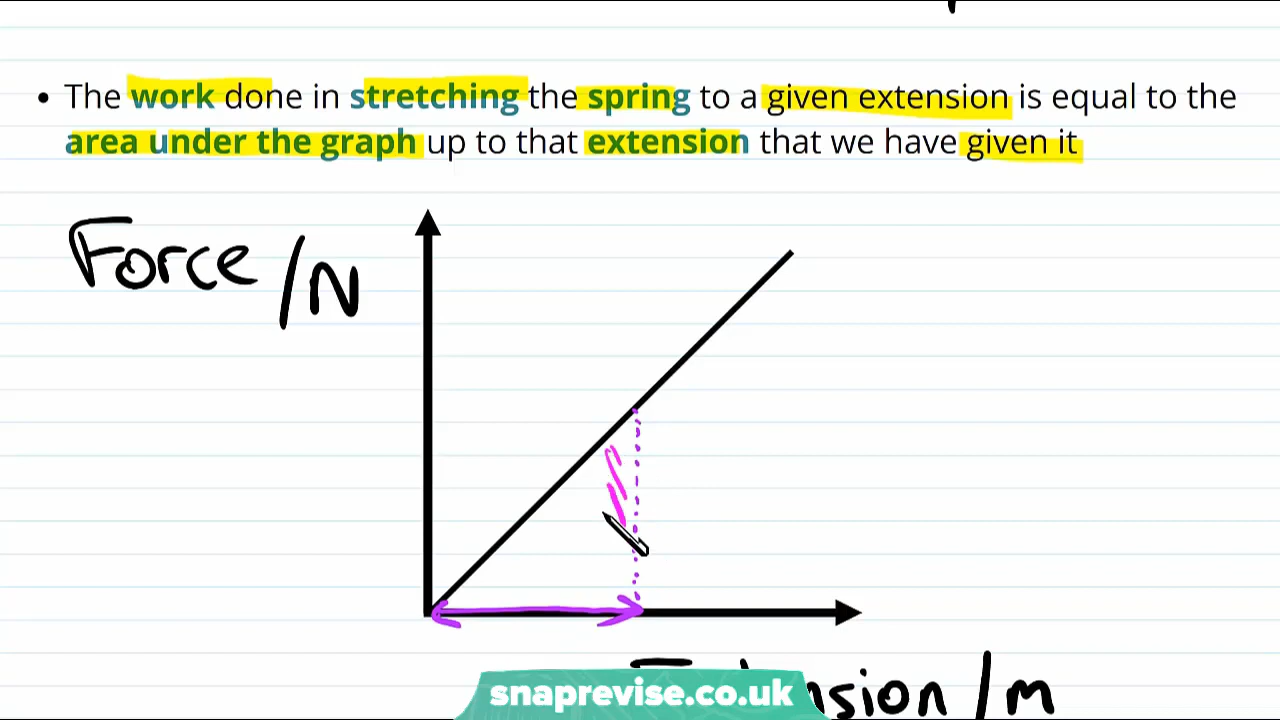 • The work done in stretching the spring to a given extension is equal to the
area under the graph up to that extension that we have given it
Force /N
nsion /m
snaprevise.co.uk